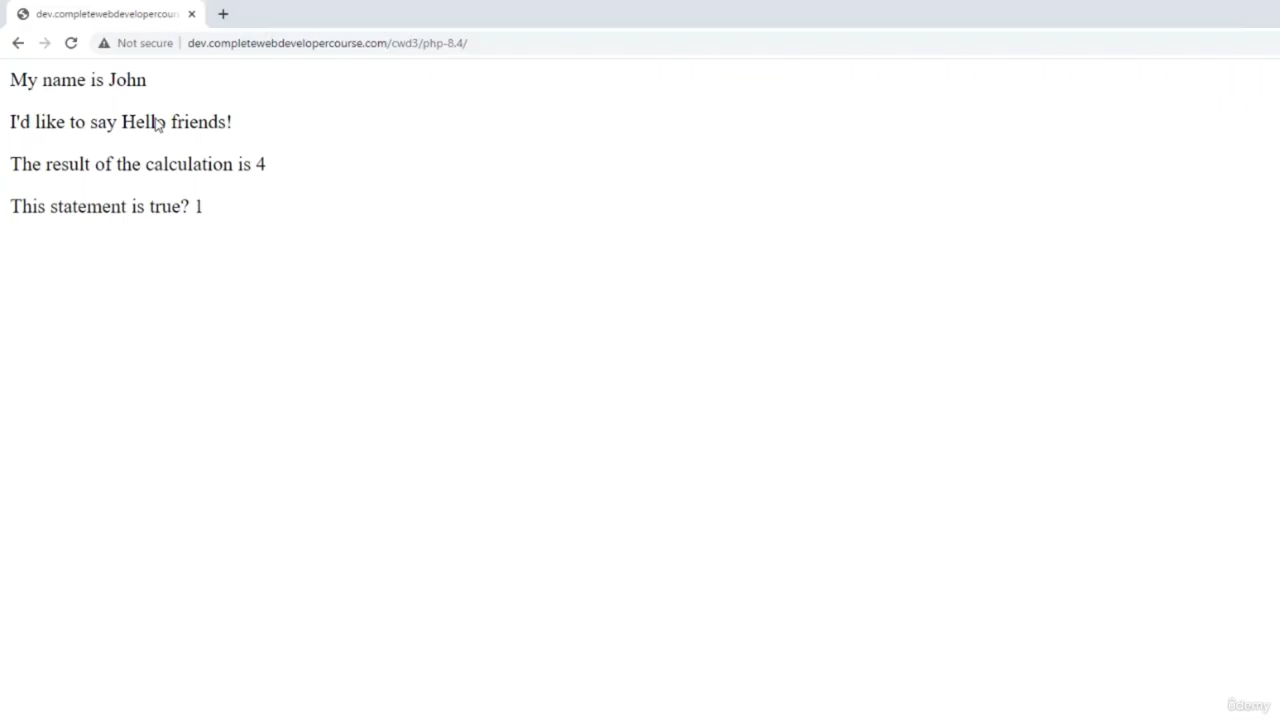 dev.completewebdevelopercour
Not secure
dev.completewebdevelopercourse.com/cwd3/php-8.4/
My name is John
I'd like to say Hello friends!
The result of the calculation is 4
This statement is true? 1
ûdemy